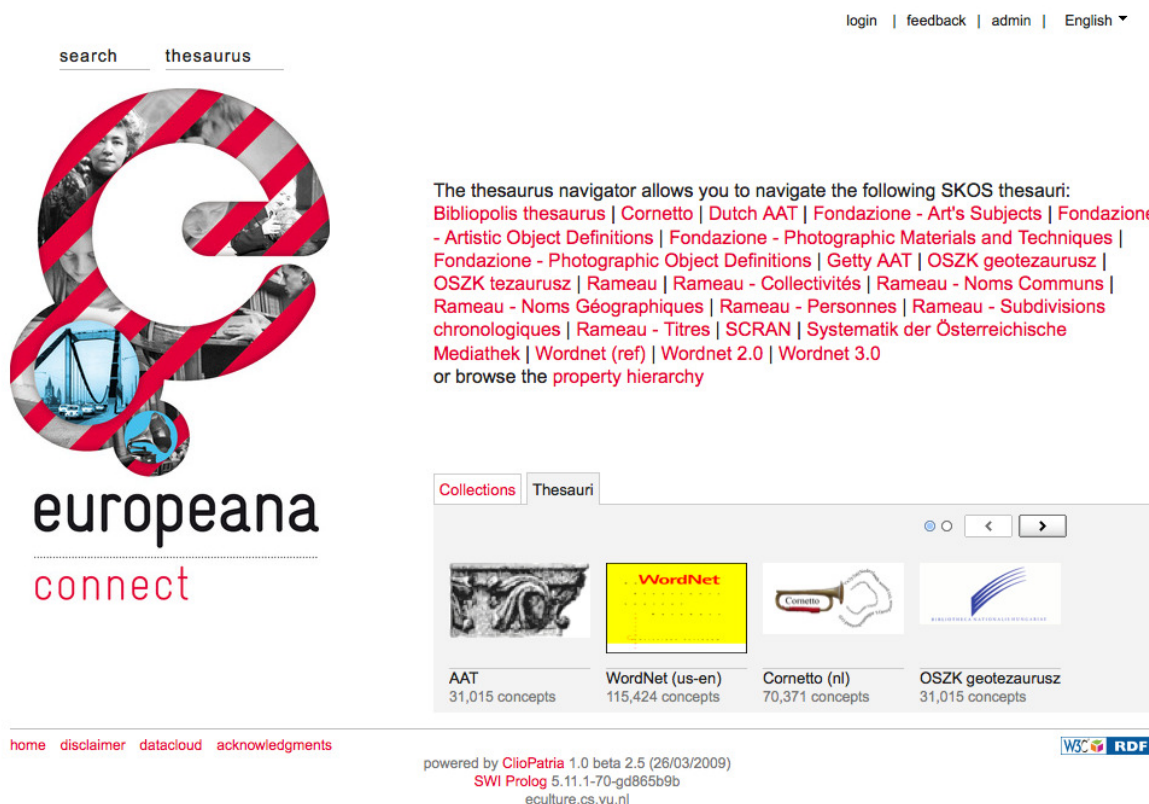 login | feedback | admin | English
search thesaurus
The thesaurus navigator allows you to navigate the following SKOS thesauri:
Bibliopolis thesaurus | Cornetto | Dutch AAT | Fondazione - Art's Subjects | Fondazione
- Artistic Object Definitions | Fondazione - Photographic Materials and Techniques |
Fondazione - Photographic Object Definitions | Getty AAT | OSZK geotezaurusz |
OSZK tezaurusz | Rameau | Rameau - Collectivités | Rameau - Noms Communs |
Rameau - Noms Géographiques | Rameau - Personnes | Rameau - Subdivisions
chronologiques | Rameau - Titres | SCRAN | Systematik der Österreichische
Mediathek | Wordnet (ref) | Wordnet 2.0 | Wordnet 3.0
or browse the property hierarchy
europeana
connect
Collections Thesauri
WordNet
Cornetto
BIBLIOTHECA NATIONALIS HUNGARIAE
AAT
31,015 concepts
WordNet (us-en)
115,424 concepts
Cornetto (nl)
70,371 concepts
OSZK geotezaurusz
31,015 concepts
home disclaimer datacloud acknowledgments
W3C RDF
powered by ClioPatria 1.0 beta 2.5 (26/03/2009)
SWI Prolog 5.11.1-70-gd865b9b
eculture.cs.vu.nl